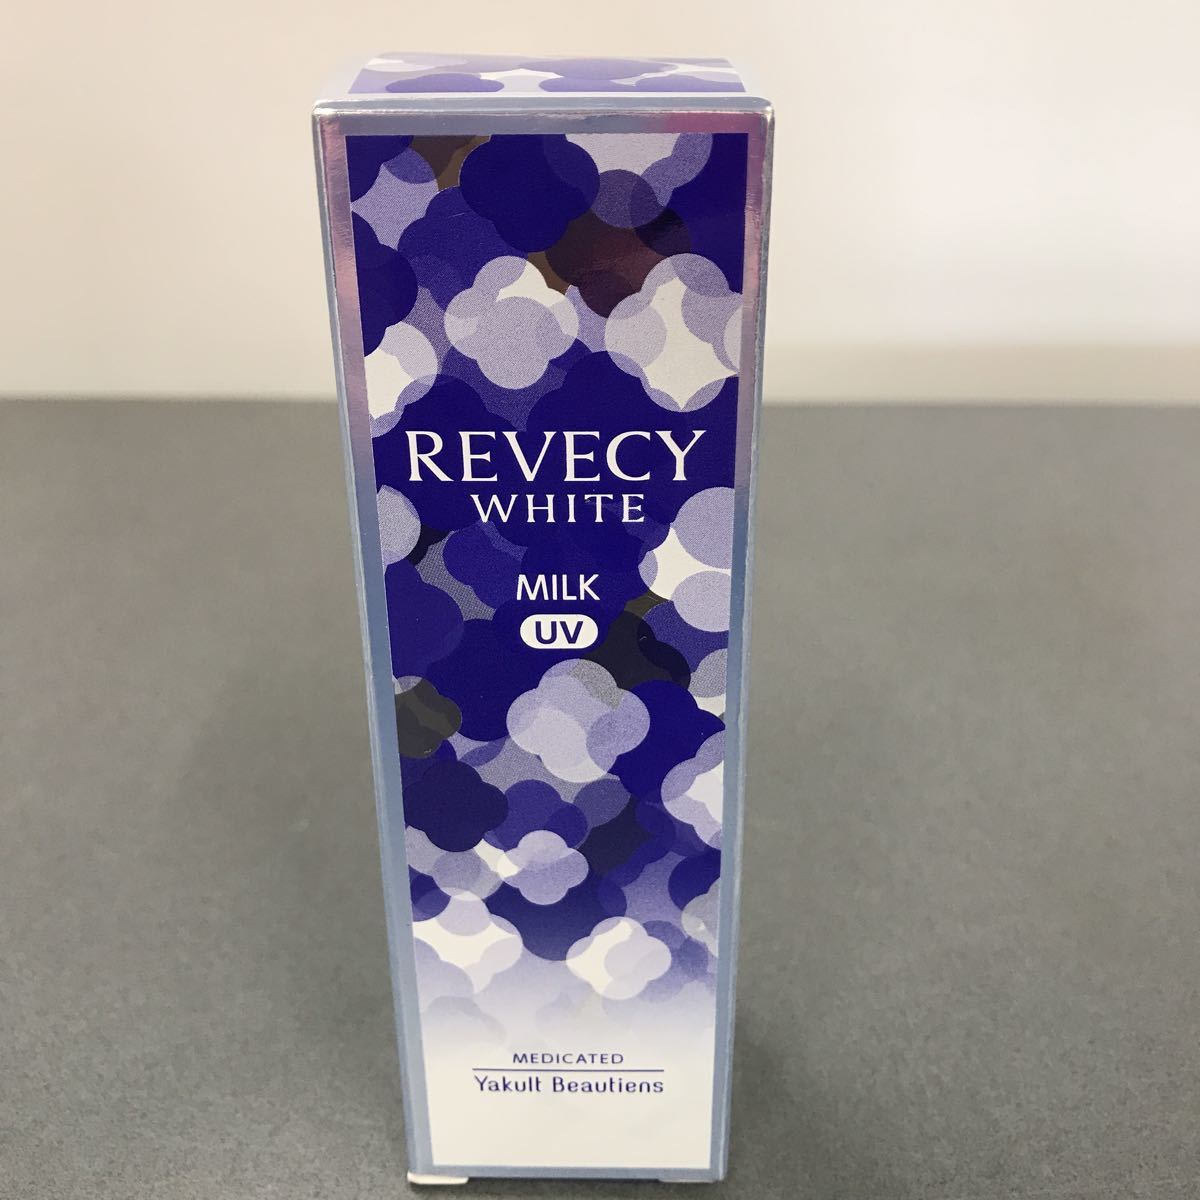 REVECY
WHITE
MILK
UV
MEDICATED
Yakult Beautiens